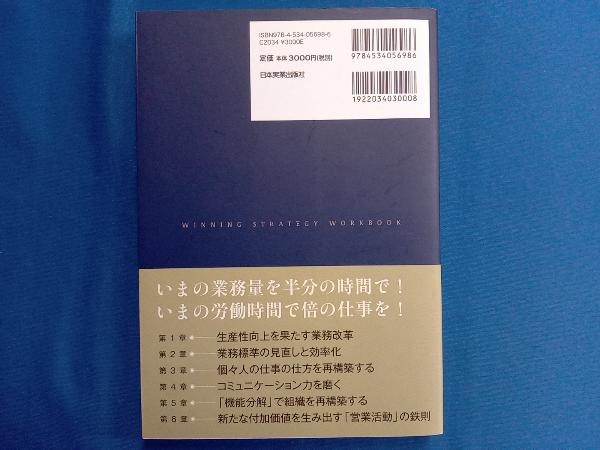 ISBN978-4-534-05698-6
C2034 ¥3000E
定価 本体3000円(税別)
日本実業出版社
9784534056986
1922034030008
WINNING STRATEGY WORKBOOK
いまの業務量を半分の時間で！
いまの労働時間で倍の仕事を！
第1章 生産性向上を果たす業務改革
第2章 業務標準の見直しと効率化
第3章 個々人の仕事の仕方を再構築する
第4章 コミュニケーション力を磨く
第5章 「機能分解」で組織を再構築する
第6章 新たな付加価値を生み出す「営業活動」の鉄則